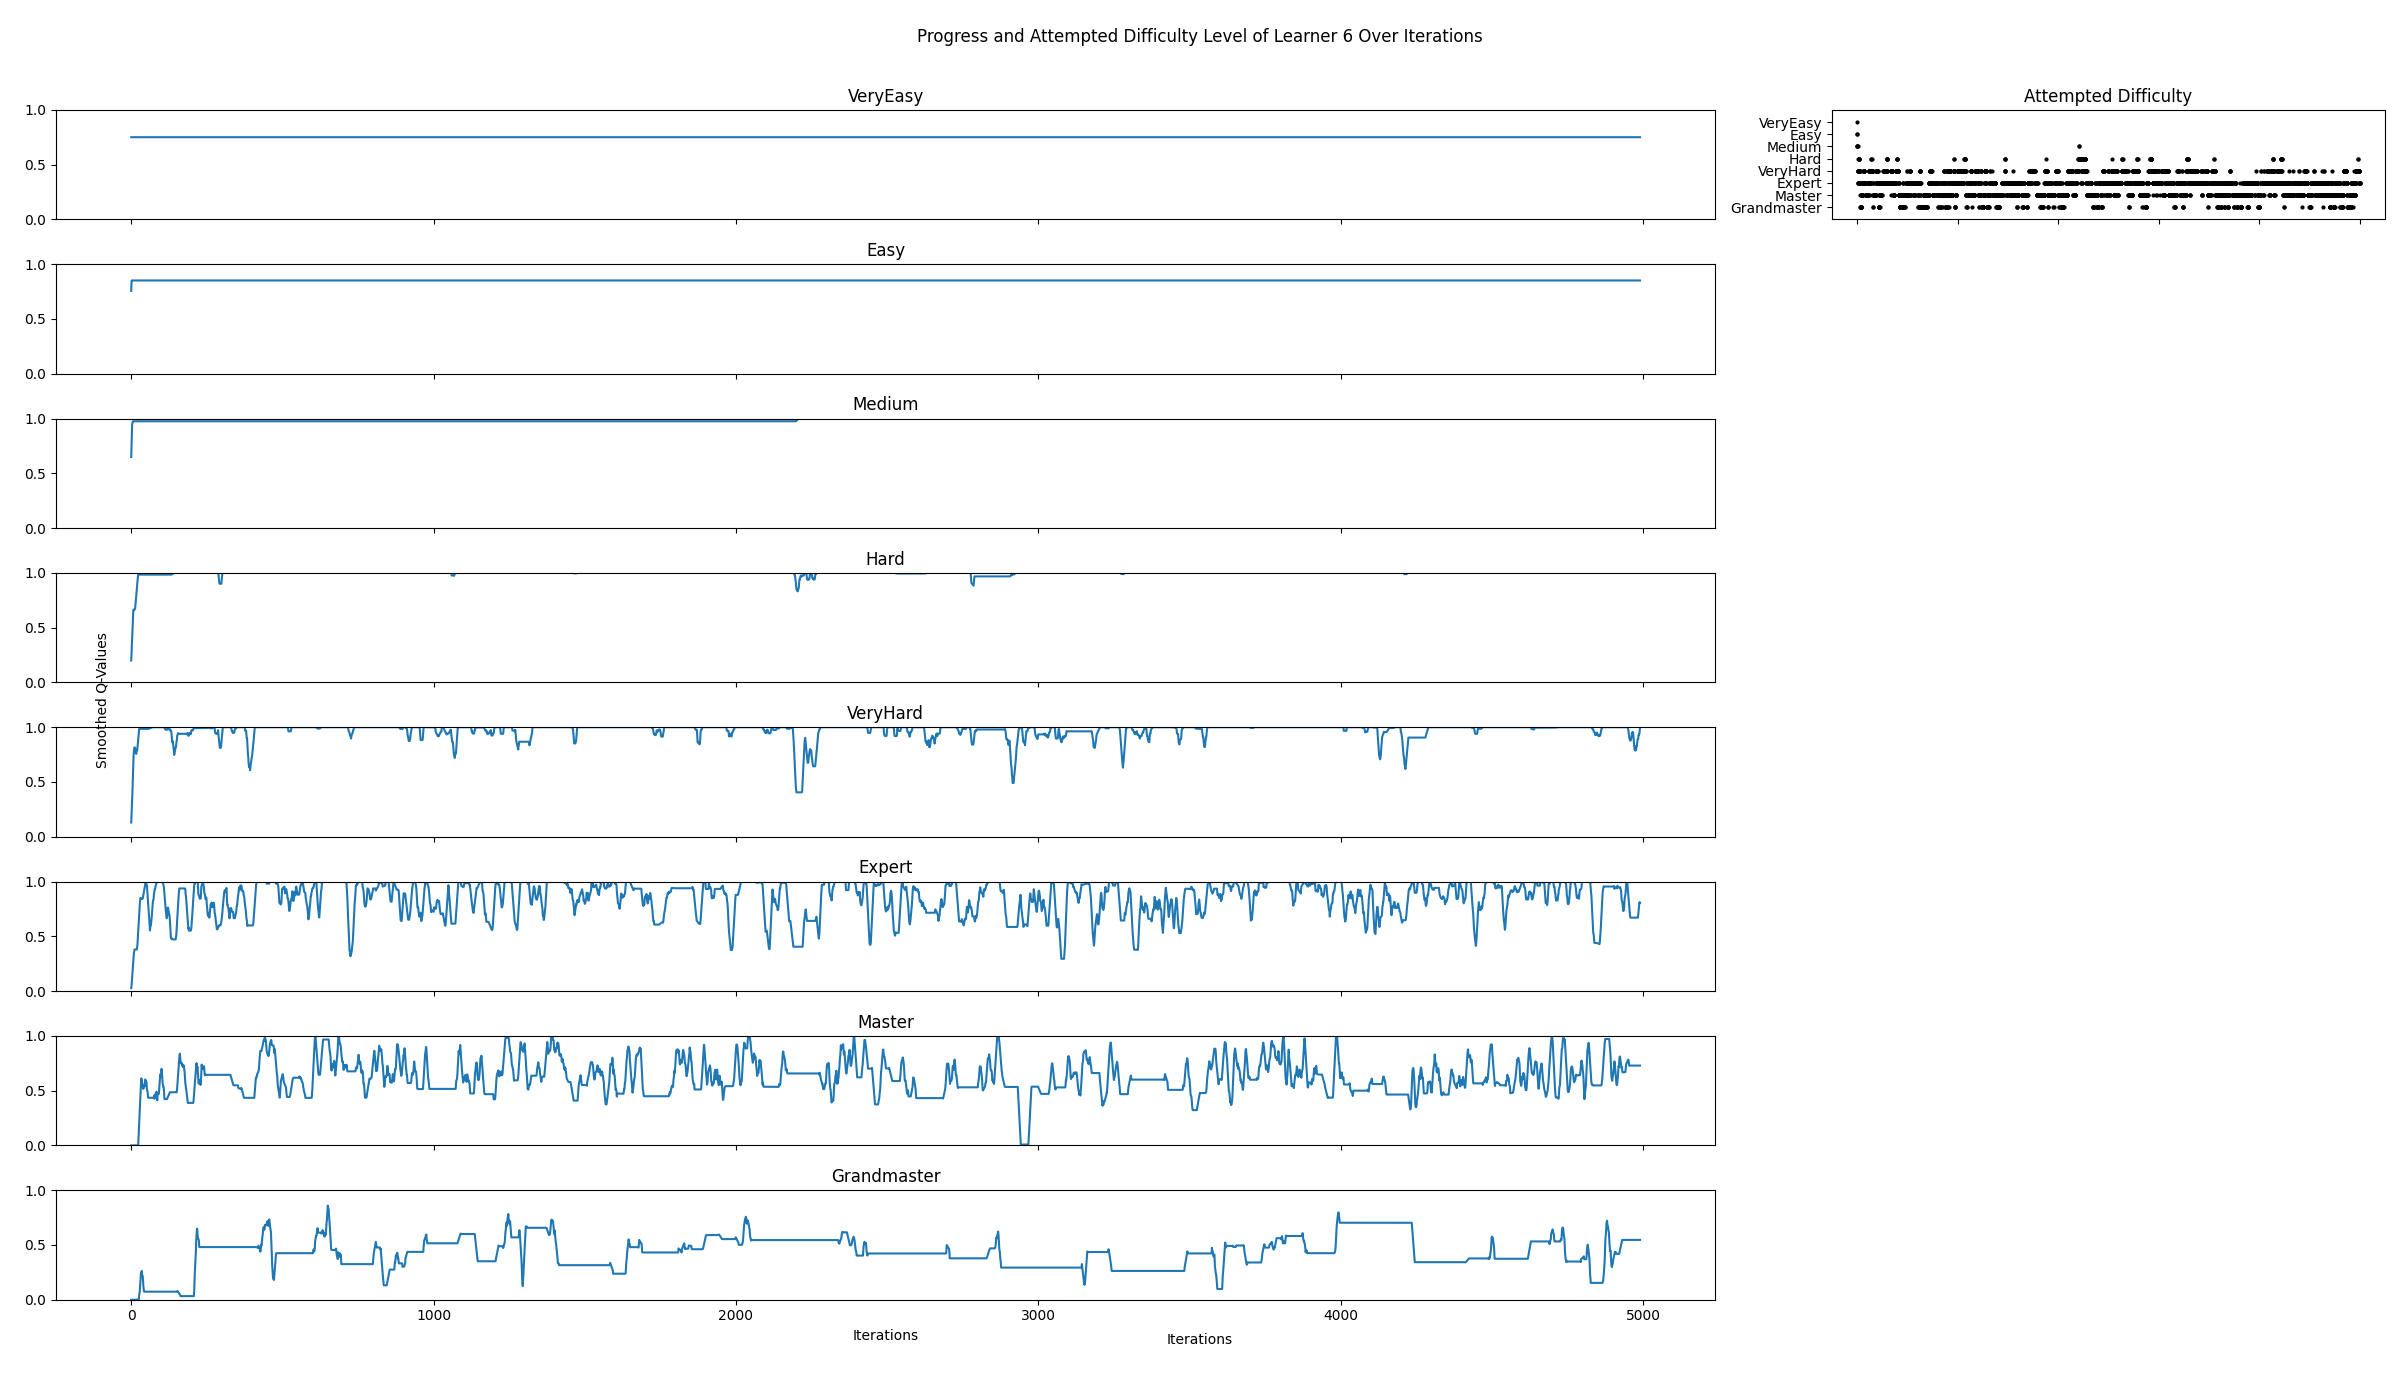 Progress and Attempted Difficulty Level of Learner 6 Over Iterations
VeryEasy
1.0
0.5
0.0
Easy
1.0
0.5
0.0
Medium
1.0
0.5
0.0
Hard
1.0
0.5
0.0
Smoothed Q-Values
VeryHard
1.0
0.5
0.0
Expert
1.0
0.5
0.0
Master
1.0
0.5
0.0
Grandmaster
1.0
0.5
0.0
0 1000 2000 3000 4000 5000
Iterations
Iterations
Attempted Difficulty
VeryEasy
Easy
Medium
Hard
VeryHard
Expert
Master
Grandmaster